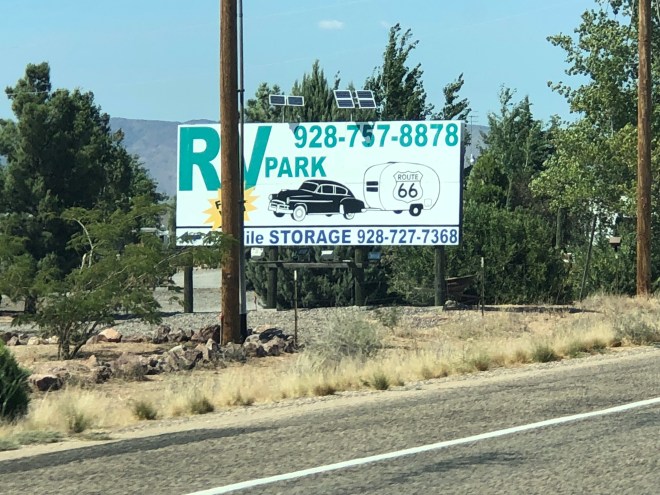 RV PARK 928-757-8878
ROUTE
66
STORAGE 928-727-7368